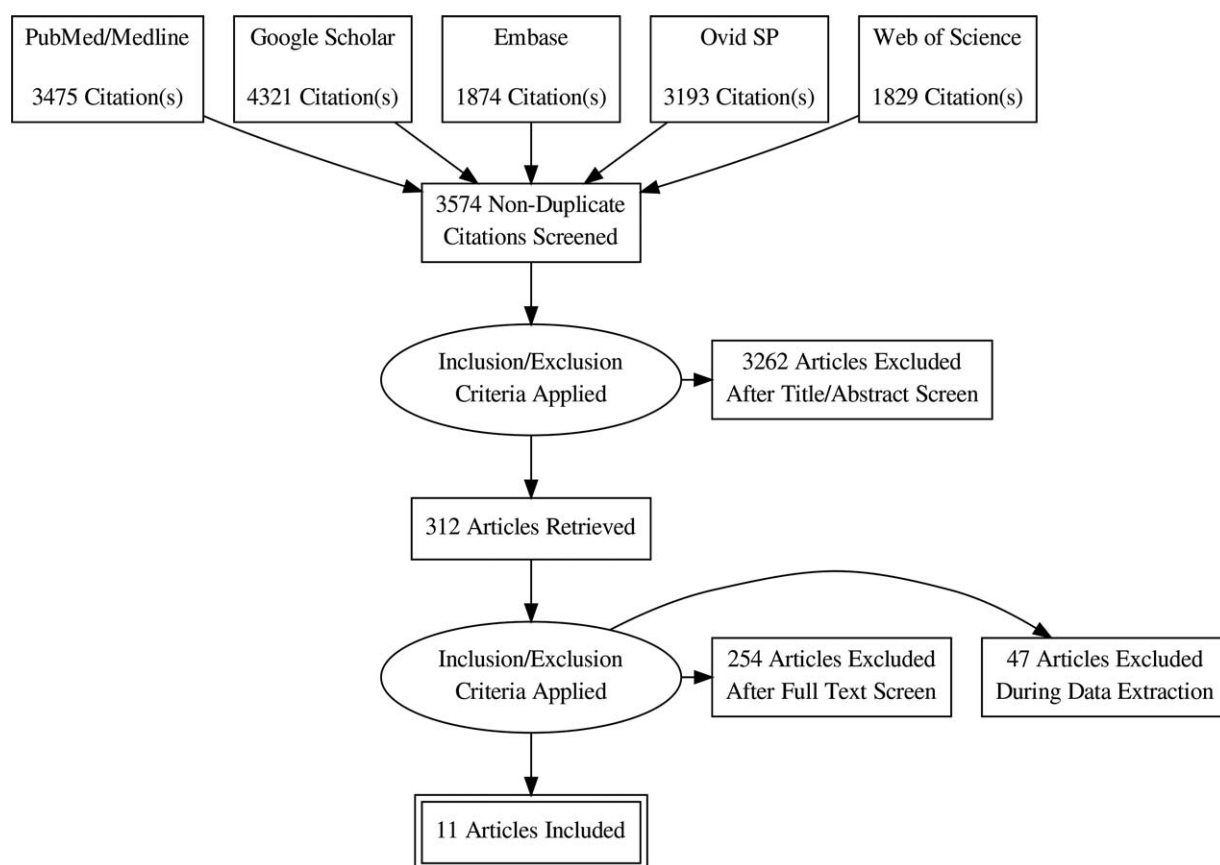 PubMed/Medline
3475 Citation(s)
Google Scholar
4321 Citation(s)
Embase
1874 Citation(s)
Ovid SP
3193 Citation(s)
Web of Science
1829 Citation(s)
3574 Non-Duplicate
Citations Screened
Inclusion/Exclusion
Criteria Applied
3262 Articles Excluded
After Title/Abstract Screen
312 Articles Retrieved
Inclusion/Exclusion
Criteria Applied
254 Articles Excluded
After Full Text Screen
47 Articles Excluded
During Data Extraction
11 Articles Included